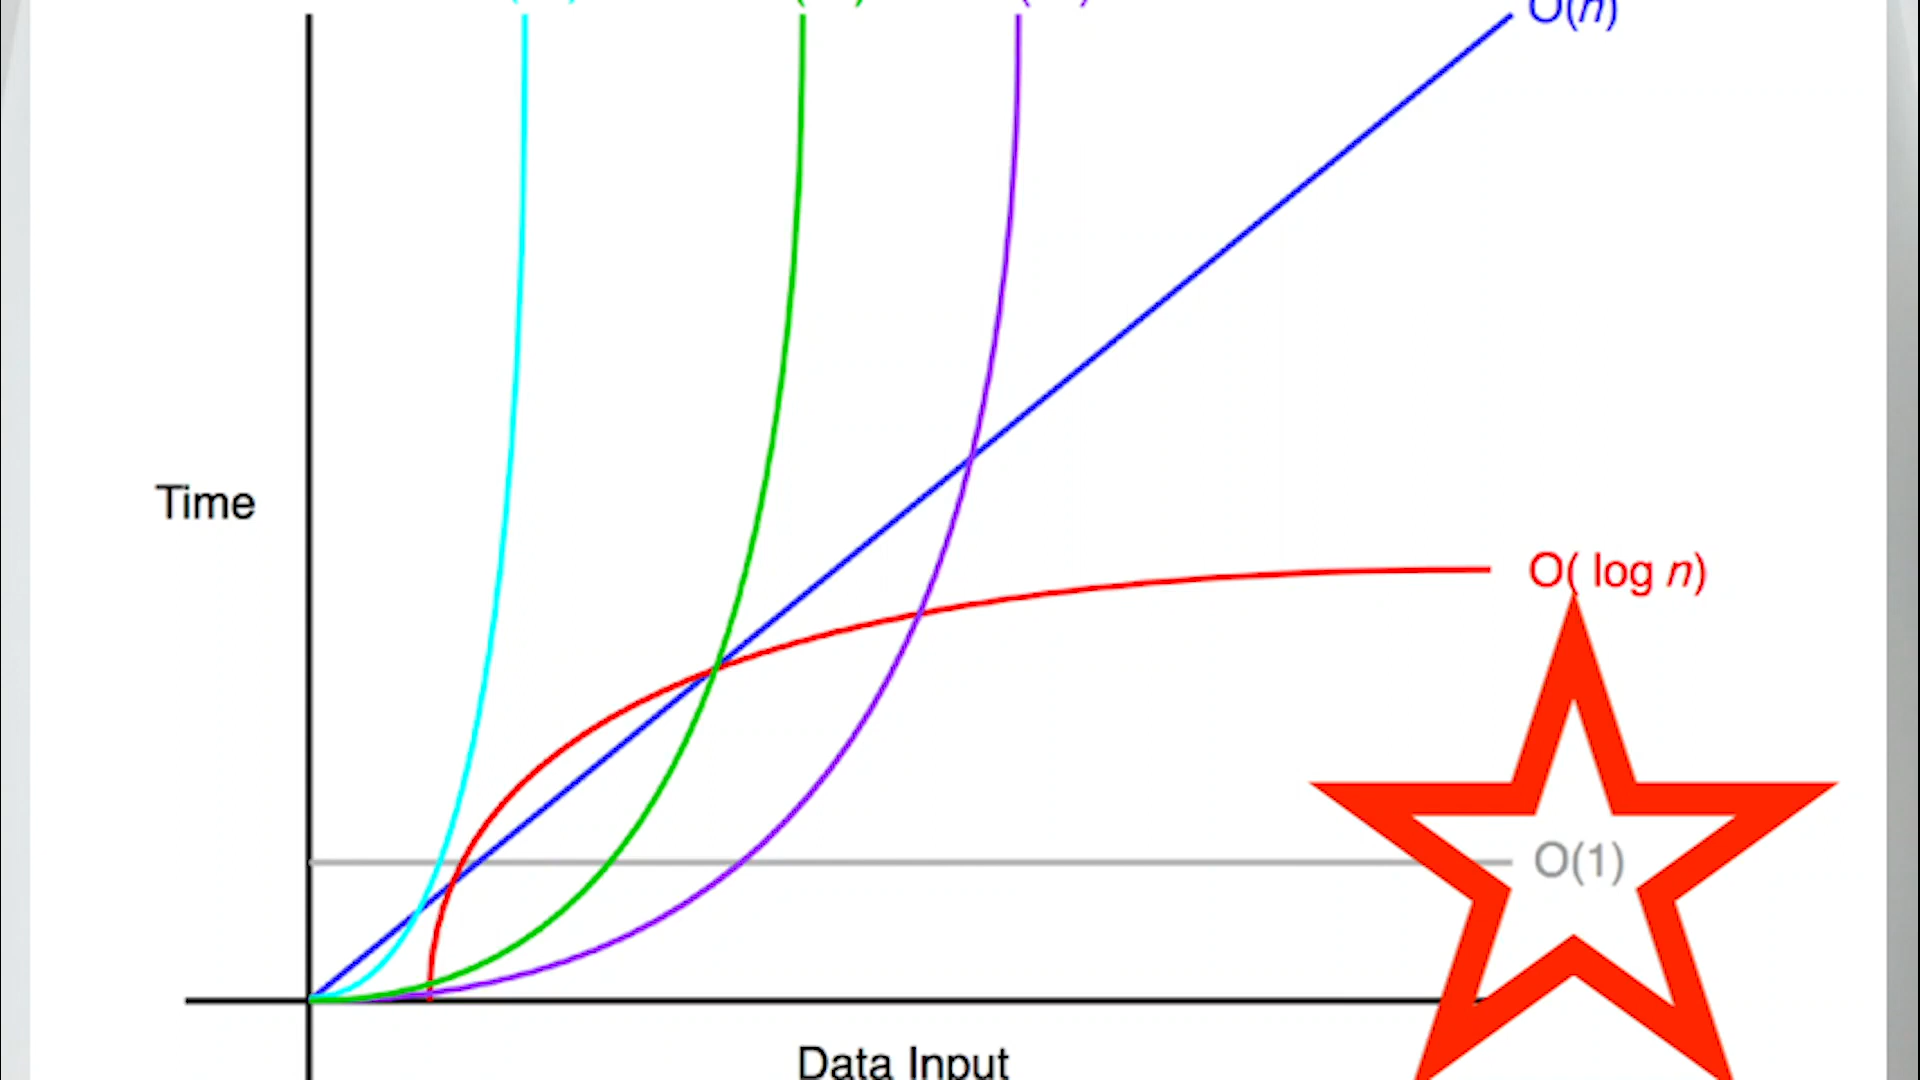 O(n)
Time
O( log n)
O(1)
Data Input